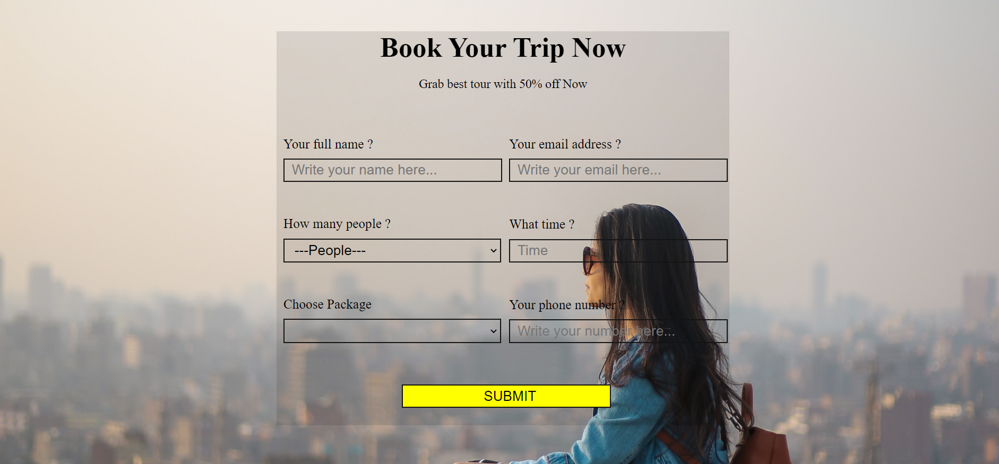 Book Your Trip Now
Grab best tour with 50% off Now
Your full name ?
Your email address ?
Write your name here...
Write your email here...
How many people ?
What time ?
---People---
Time
Choose Package
Your phone number ?
Write your number here...
SUBMIT